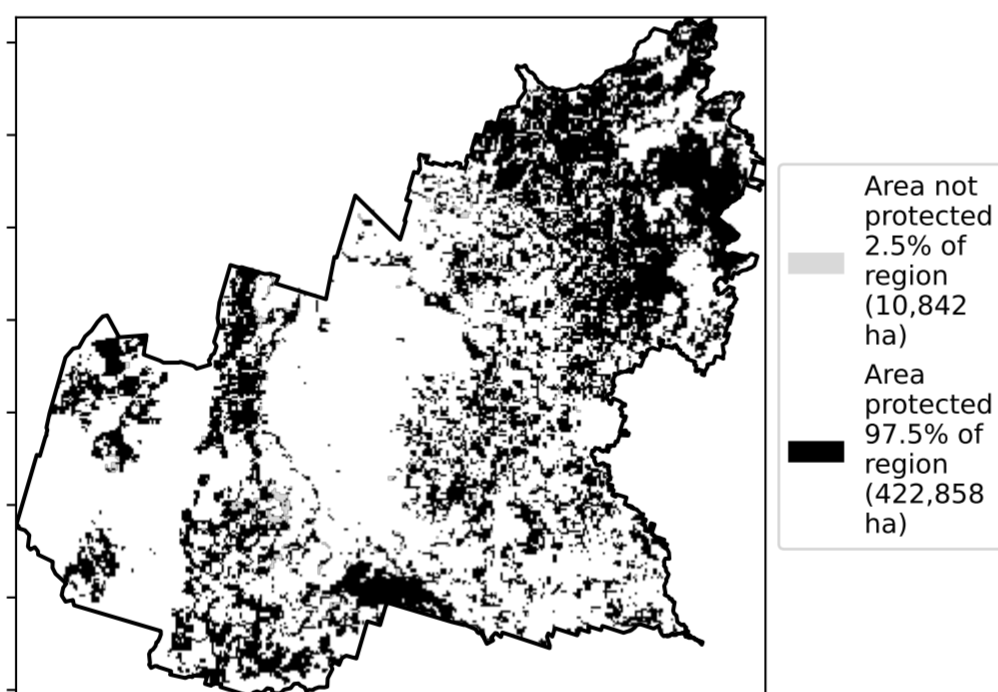 Area not
protected
2.5% of
region
(10,842
ha)
Area
protected
97.5% of
region
(422,858
ha)